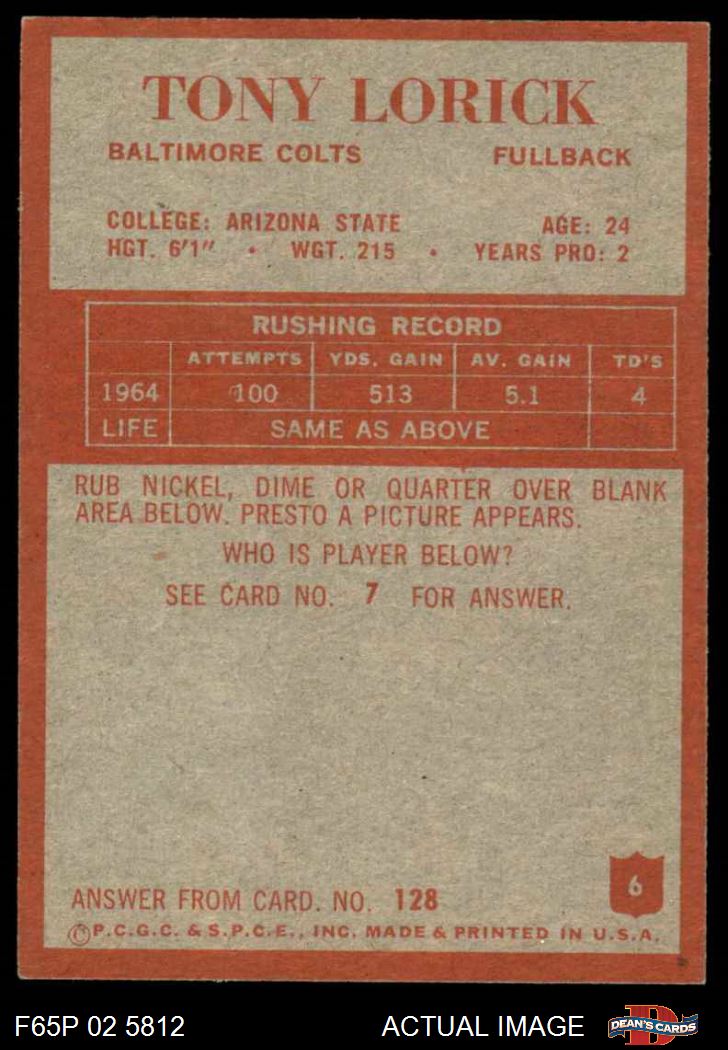 TONY LORICK
BALTIMORE COLTS FULLBACK
COLLEGE: ARIZONA STATE AGE: 24
HGT. 6'1" • WGT. 215 • YEARS PRO: 2
RUSHING RECORD
ATTEMPTS YDS. GAIN AV. GAIN TD'S
1964 100 513 5.1 4
LIFE SAME AS ABOVE
RUB NICKEL, DIME OR QUARTER OVER BLANK
AREA BELOW. PRESTO A PICTURE APPEARS.
WHO IS PLAYER BELOW?
SEE CARD NO. 7 FOR ANSWER.
6
ANSWER FROM CARD. NO. 128
©P.C.G.C. & S.P.C.E., INC. MADE & PRINTED IN U.S.A.
F65P 02 5812 ACTUAL IMAGE D DEAN'S CARDS